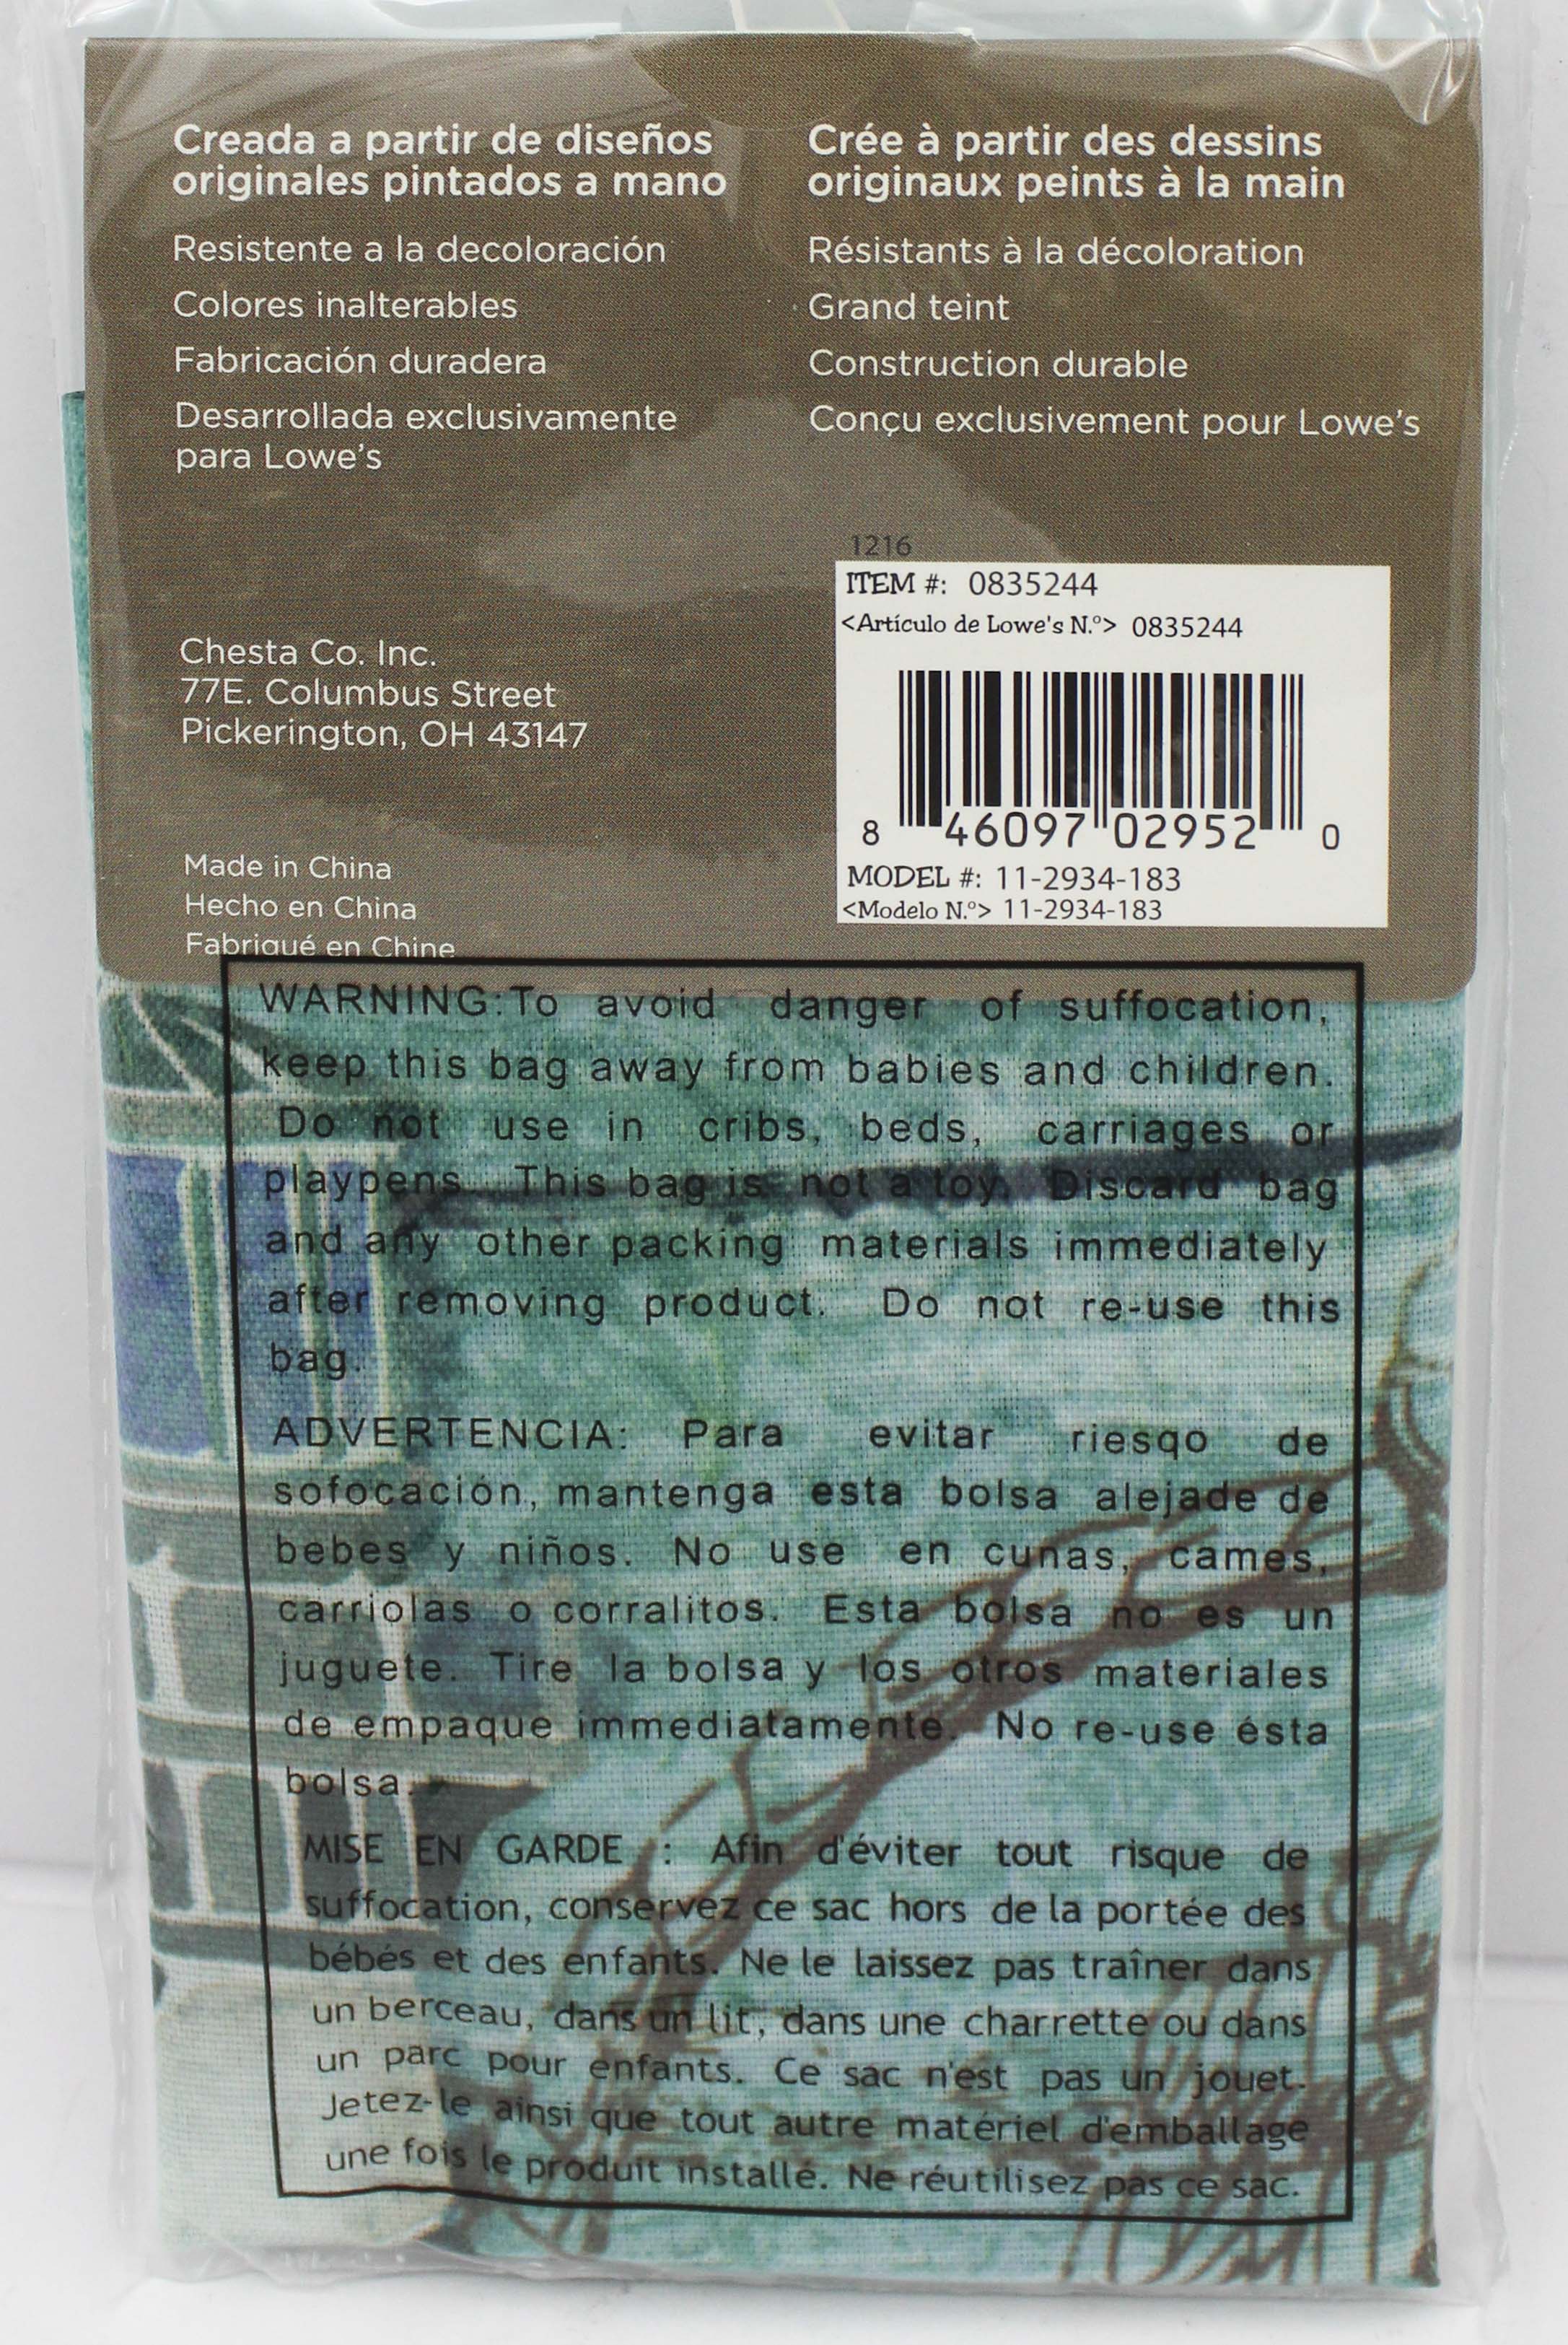 Creada a partir de diseños
originales pintados a mano
Resistente a la decoloración
Colores inalterables
Fabricación duradera
Desarrollada exclusivamente
para Lowe's
Crée à partir des dessins
originaux peints à la main
Résistants à la décoloration
Grand teint
Construction durable
Conçu exclusivement pour Lowe's
Chesta Co. Inc.
77E. Columbus Street
Pickerington, OH 43147
Made in China
Hecho en China
Fabriqué en Chine
1216
ITEM #: 0835244
<Artículo de Lowe's N.º> 0835244
8 46097 02952 0
MODEL #: 11-2934-183
<Modelo N.º> 11-2934-183
WARNING:To avoid danger of suffocation,
keep this bag away from babies and children.
Do not use in cribs, beds, carriages or
playpens. This bag is not a toy. Discard bag
and any other packing materials immediately
after removing product. Do not re-use this
bag.
ADVERTENCIA: Para evitar riesqo de
sofocación, mantenga esta bolsa alejade de
bebes y niños. No use en cunas, cames,
carriolas o corralitos. Esta bolsa no es un
juguete. Tire la bolsa y los otros materiales
de empaque immediatamente. No re-use ésta
bolsa.
MISE EN GARDE : Afin d'éviter tout risque de
suffocation, conservez ce sac hors de la portée des
bébés et des enfants. Ne le laissez pas traîner dans
un berceau, dans un lit, dans une charrette ou dans
un parc pour enfants. Ce sac n'est pas un jouet.
Jetez-le ainsi que tout autre matériel d'emballage
une fois le produit installé. Ne réutilisez pas ce sac.